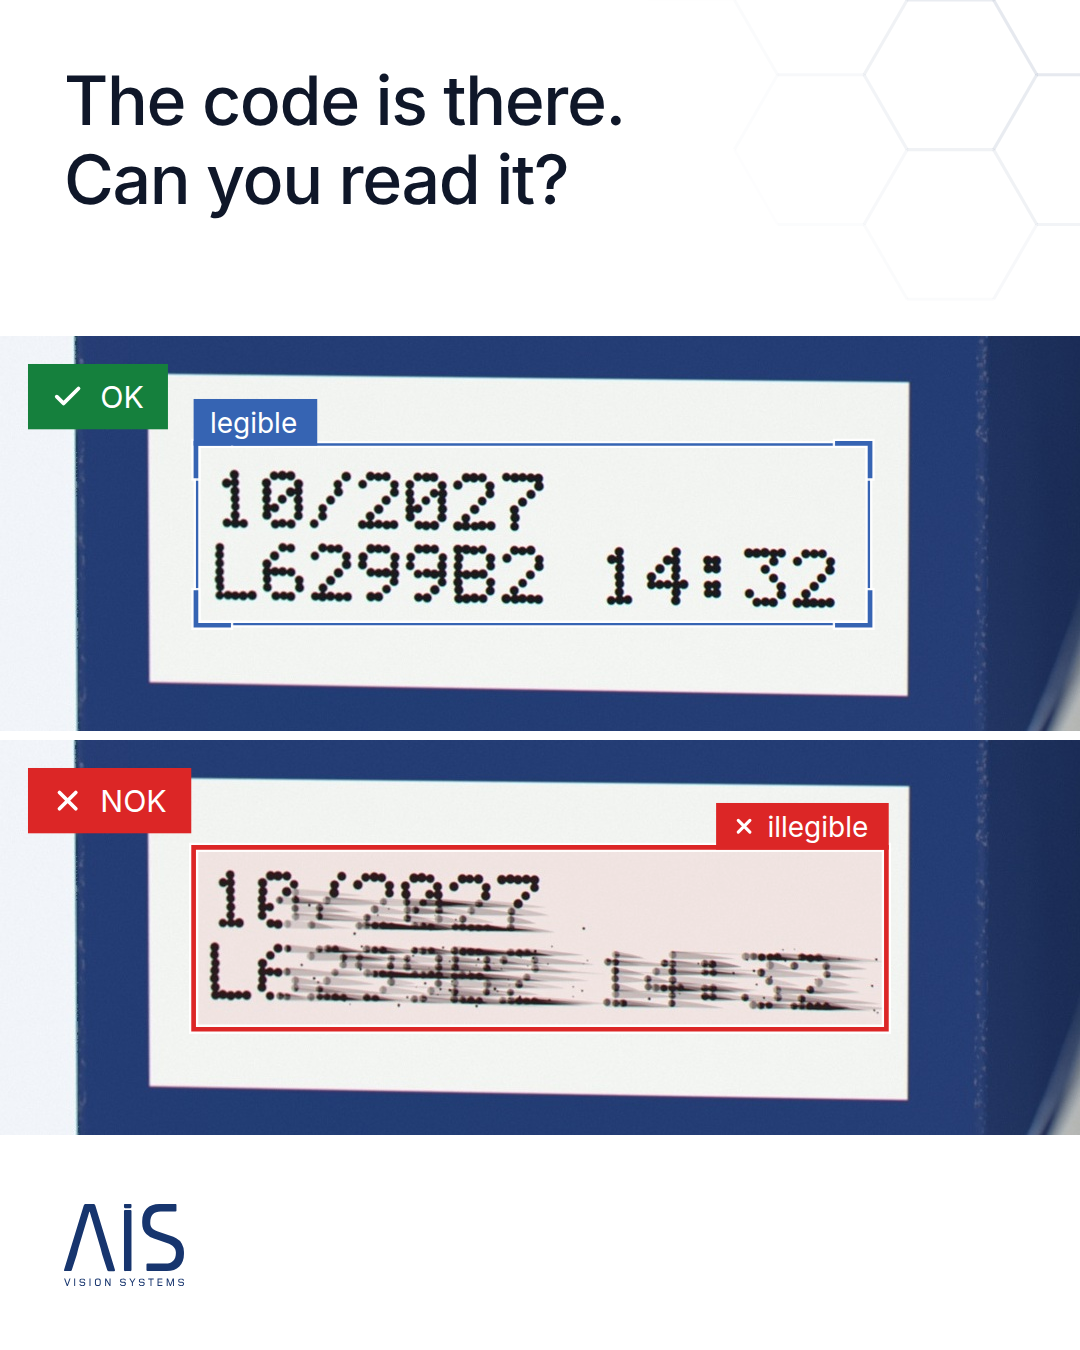 The code is there.
Can you read it?
OK
legible
10/2027
L6299B2 14:32
NOK
illegible
AIS
VISION SYSTEMS